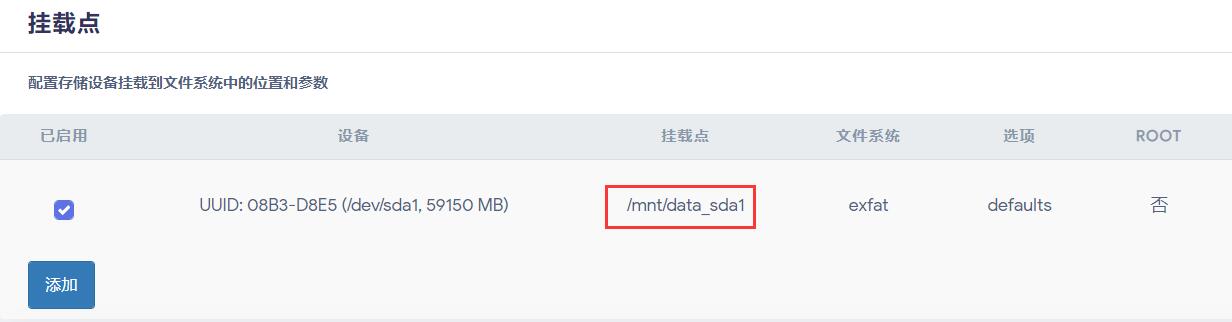 挂载点
配置存储设备挂载到文件系统中的位置和参数
已启用 设备 挂载点 文件系统 选项 ROOT
UUID: 08B3-D8E5 (/dev/sda1, 59150 MB) /mnt/data_sda1 exfat defaults 否
添加